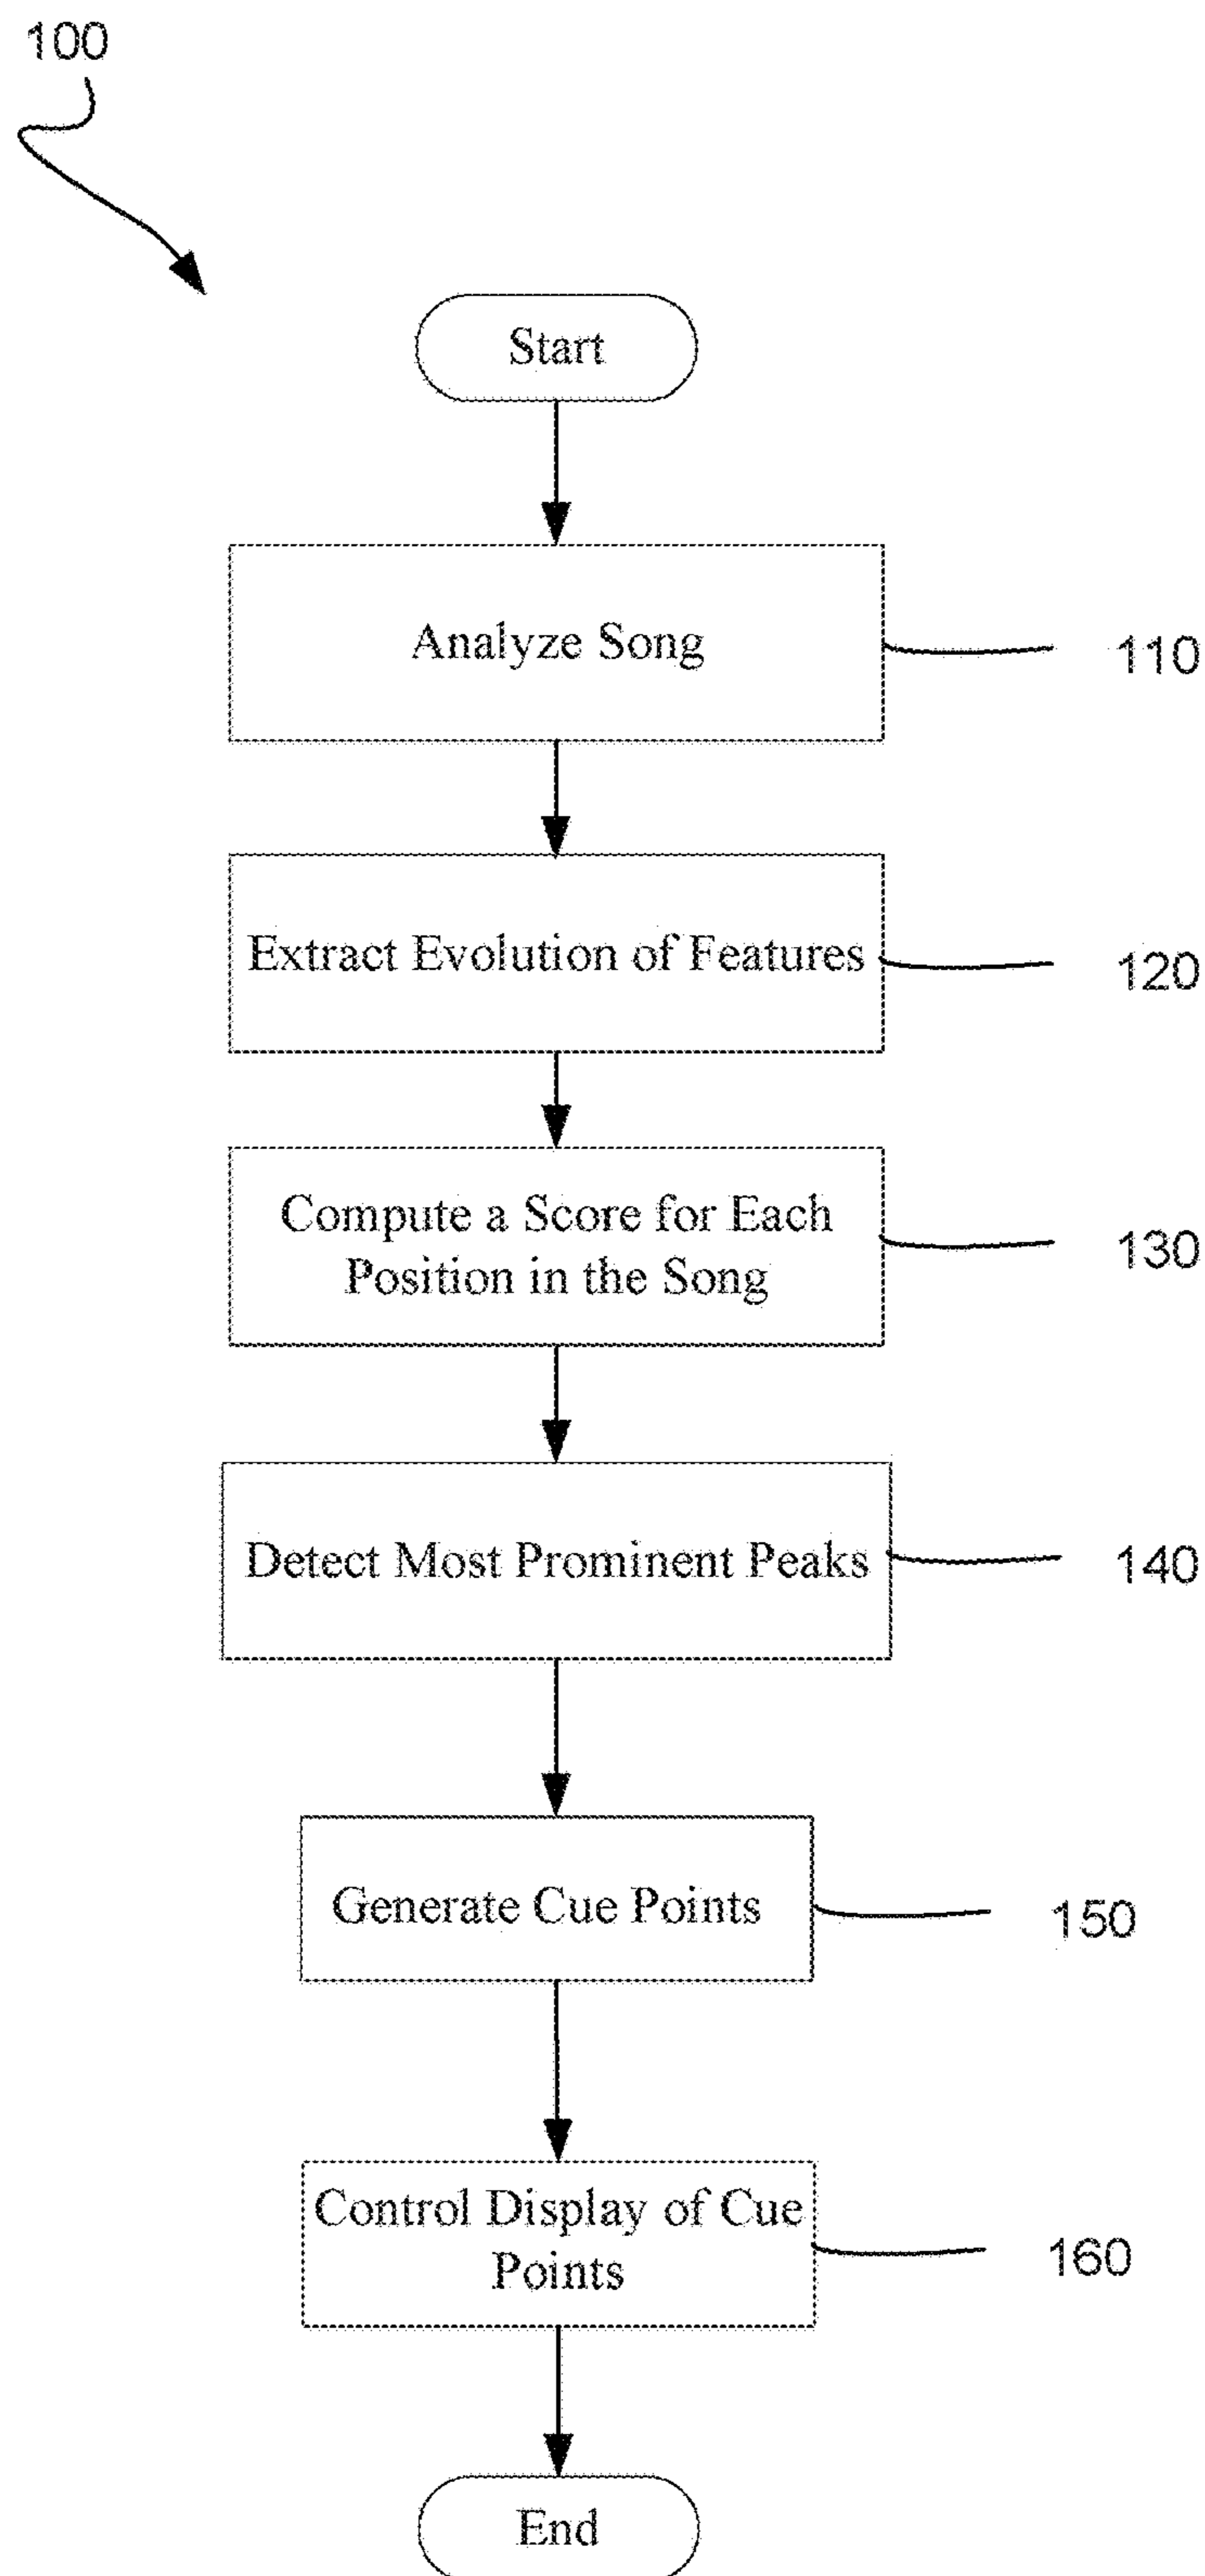 100
Start
Analyze Song
110
Extract Evolution of Features
120
Compute a Score for Each
Position in the Song
130
Detect Most Prominent Peaks
140
Generate Cue Points
150
Control Display of Cue
Points
160
End